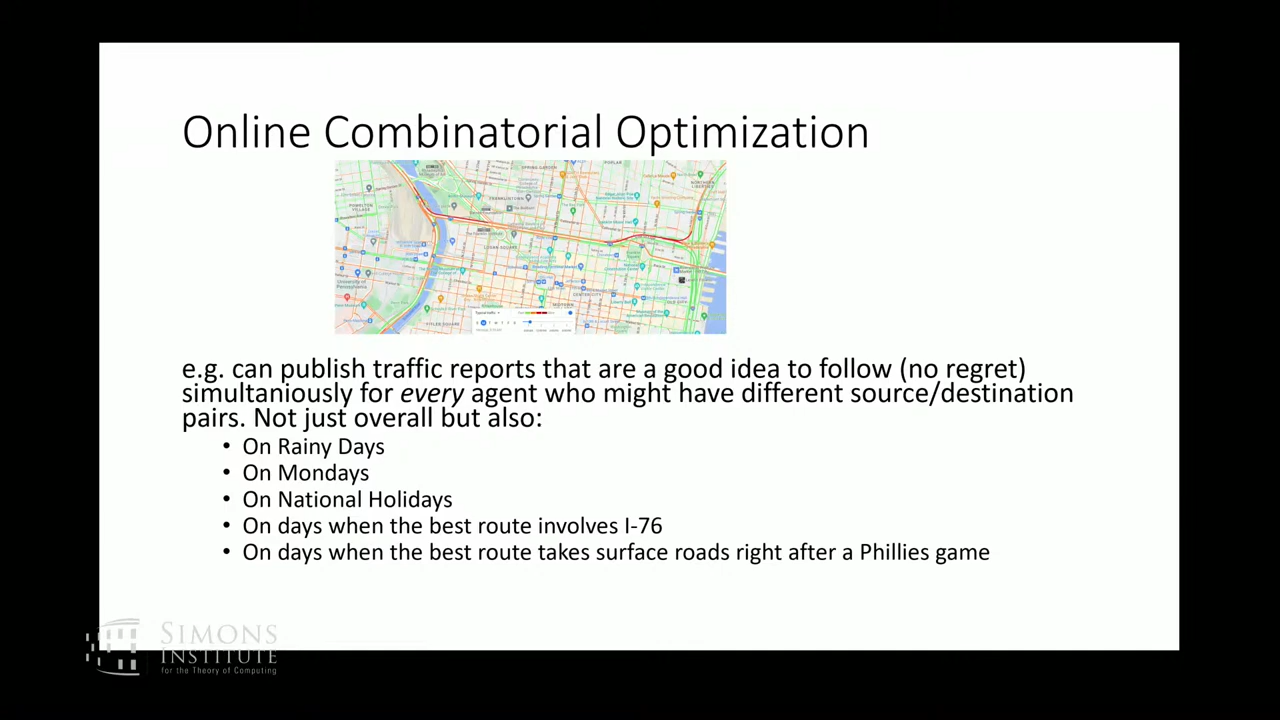 Online Combinatorial Optimization
e.g. can publish traffic reports that are a good idea to follow (no regret)
simultaniously for every agent who might have different source/destination
pairs. Not just overall but also:
• On Rainy Days
• On Mondays
• On National Holidays
• On days when the best route involves I-76
• On days when the best route takes surface roads right after a Phillies game
SIMONS
INSTITUTE
for the Theory of Computing